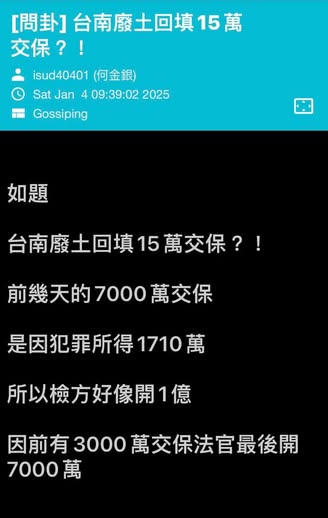 [問卦] 台南廢土回填15萬
交保？！
isud40401 (何金銀)
Sat Jan  4 09:39:02 2025
Gossiping
如題
台南廢土回填15萬交保？！
前幾天的7000萬交保
是因犯罪所得1710萬
所以檢方好像開1億
因前有3000萬交保法官最後開
7000萬